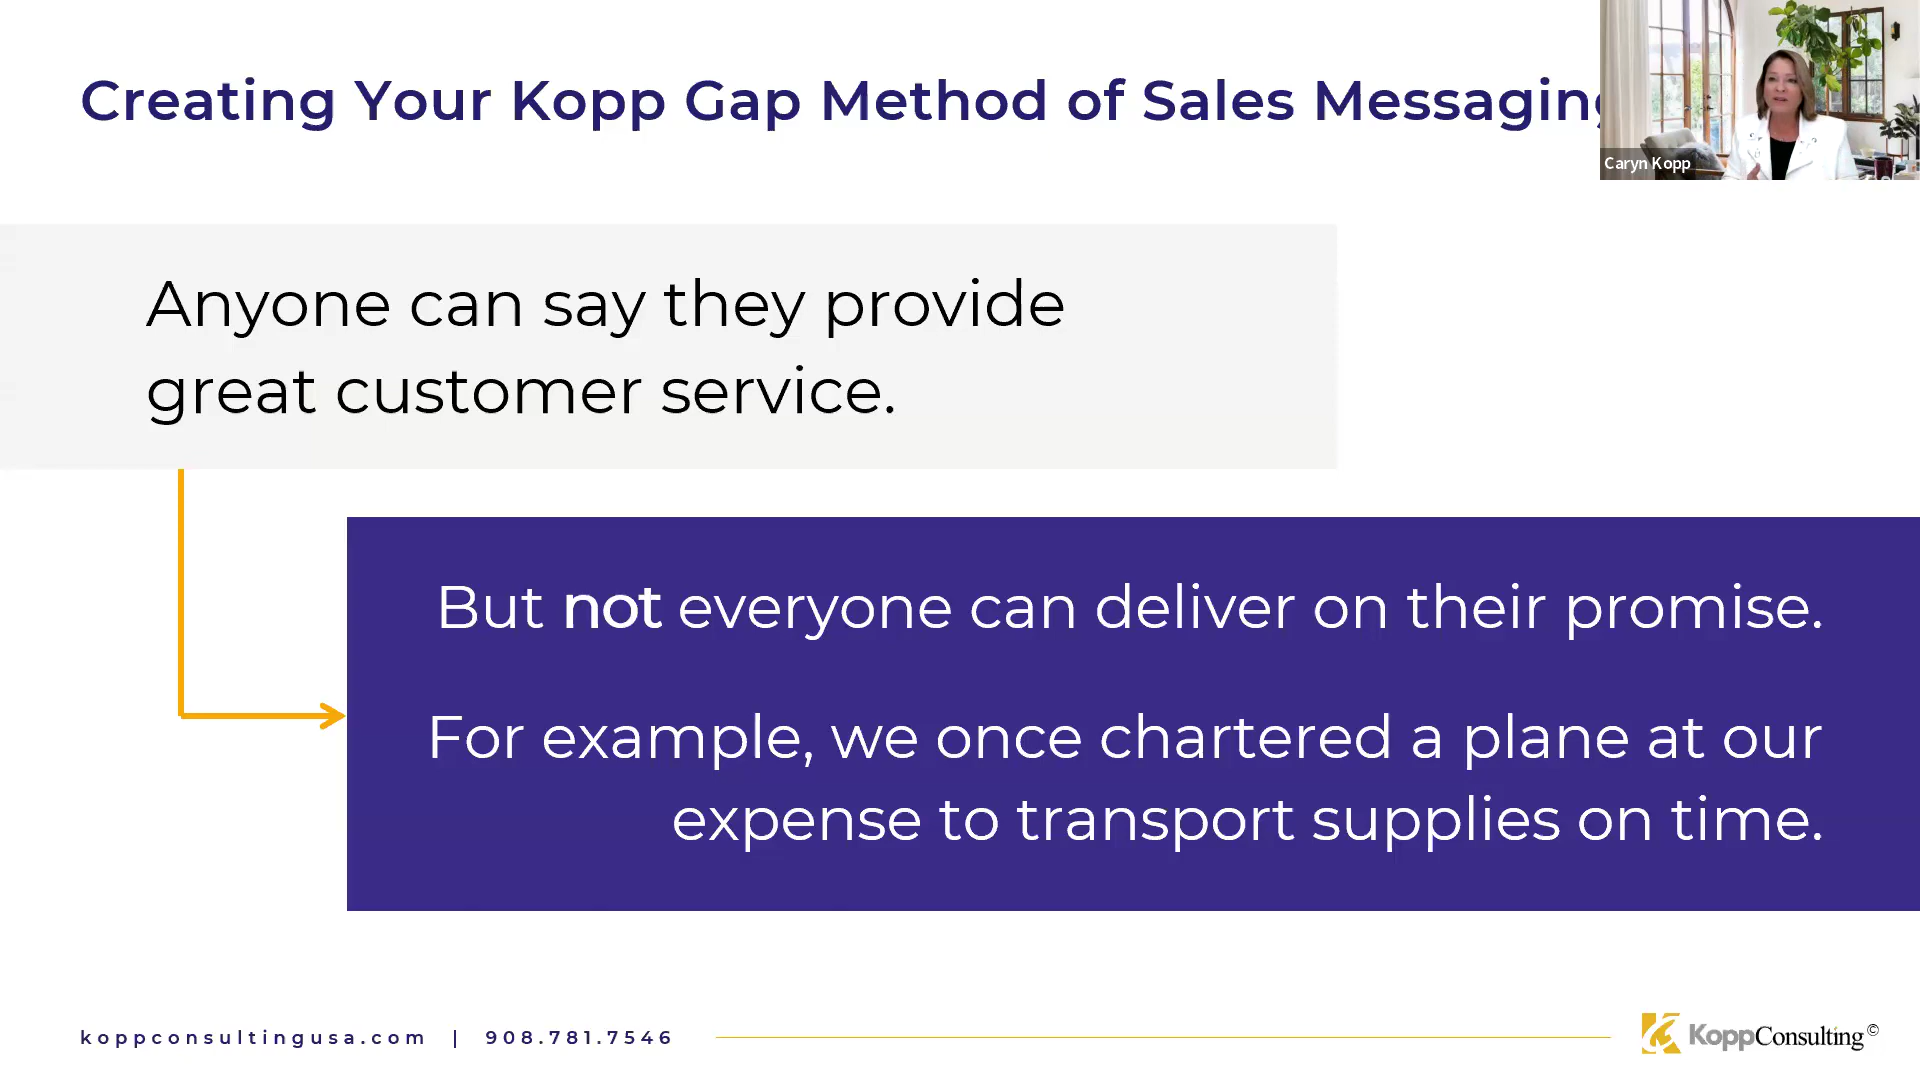 Creating Your Kopp Gap Method of Sales Messaging
Caryn Kopp
Anyone can say they provide
great customer service.
But not everyone can deliver on their promise.
For example, we once chartered a plane at our
expense to transport supplies on time.
koppconsultingusa.com | 908.781.7546
KoppConsulting©